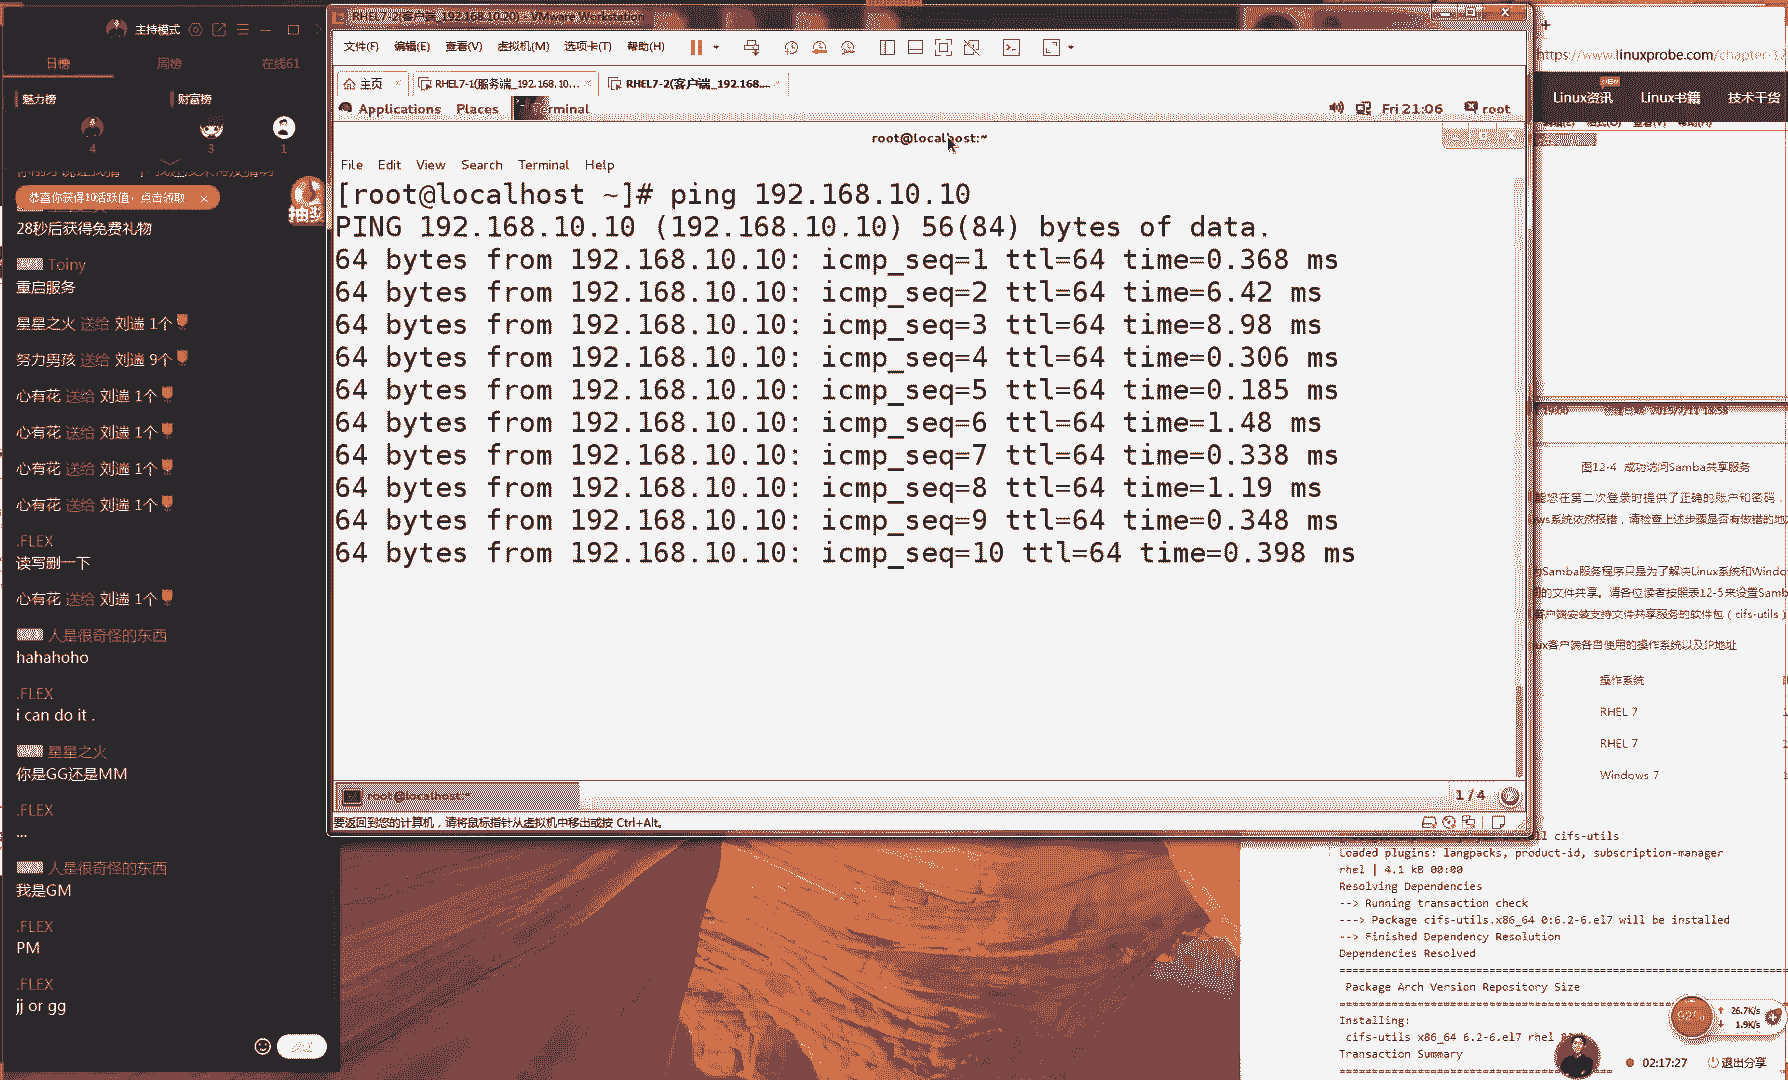 主持模式
日榜 周榜 在线61
魅力榜 财富榜
4 3 1
恭喜你获得10活跃值，点击领取 ×
抽奖
28秒后获得免费礼物
Toiny
重启服务
星星之火 送给 刘遄 1个
努力男孩 送给 刘遄 9个
心有花 送给 刘遄 1个
心有花 送给 刘遄 1个
心有花 送给 刘遄 1个
心有花 送给 刘遄 1个
.FLEX
读写删一下
心有花 送给 刘遄 1个
人是很奇怪的东西
hahahoho
.FLEX
i can do it .
星星之火
你是GG还是MM
.FLEX
...
人是很奇怪的东西
我是GM
.FLEX
PM
.FLEX
jj or gg
RHEL7-2(客户端_192.168.10.20) - VMware Workstation
文件(F) 编辑(E) 查看(V) 虚拟机(M) 选项卡(T) 帮助(H)
主页 × RHEL7-1(服务端_192.168.10... × RHEL7-2(客户端_192.168.... ×
Applications Places Terminal Fri 21:06 root
root@localhost:~
File Edit View Search Terminal Help
[root@localhost ~]# ping 192.168.10.10
PING 192.168.10.10 (192.168.10.10) 56(84) bytes of data.
64 bytes from 192.168.10.10: icmp_seq=1 ttl=64 time=0.368 ms
64 bytes from 192.168.10.10: icmp_seq=2 ttl=64 time=6.42 ms
64 bytes from 192.168.10.10: icmp_seq=3 ttl=64 time=8.98 ms
64 bytes from 192.168.10.10: icmp_seq=4 ttl=64 time=0.306 ms
64 bytes from 192.168.10.10: icmp_seq=5 ttl=64 time=0.185 ms
64 bytes from 192.168.10.10: icmp_seq=6 ttl=64 time=1.48 ms
64 bytes from 192.168.10.10: icmp_seq=7 ttl=64 time=0.338 ms
64 bytes from 192.168.10.10: icmp_seq=8 ttl=64 time=1.19 ms
64 bytes from 192.168.10.10: icmp_seq=9 ttl=64 time=0.348 ms
64 bytes from 192.168.10.10: icmp_seq=10 ttl=64 time=0.398 ms
root@localhost:~ 1 / 4
要返回到您的计算机，请将鼠标指针从虚拟机中移出或按 Ctrl+Alt。
https://www.linuxprobe.com/chapter-12
Linux资讯 Linux书籍 技术干货
图12-4 成功访问Samba共享服务
您在第二次登录时提供了正确的账户和密码，
ws系统依然报错，请检查上述步骤是否有做错的地
Samba服务程序只是为了解决Linux系统和Windo
的文件共享。请各位读者按照表12-5来设置Samb
客户端安装支持文件共享服务的软件包（cifs-utils）
ux客户端各自使用的操作系统以及IP地址
操作系统
RHEL 7
RHEL 7
Windows 7
ll cifs-utils
Loaded plugins: langpacks, product-id, subscription-manager
rhel | 4.1 kB 00:00
Resolving Dependencies
--> Running transaction check
---> Package cifs-utils.x86_64 0:6.2-6.el7 will be installed
--> Finished Dependency Resolution
Dependencies Resolved
Package Arch Version Repository Size
Installing:
cifs-utils x86_64 6.2-6.el7 rhel
Transaction Summary
26.7K/s
1.9K/s
02:17:27 退出分享